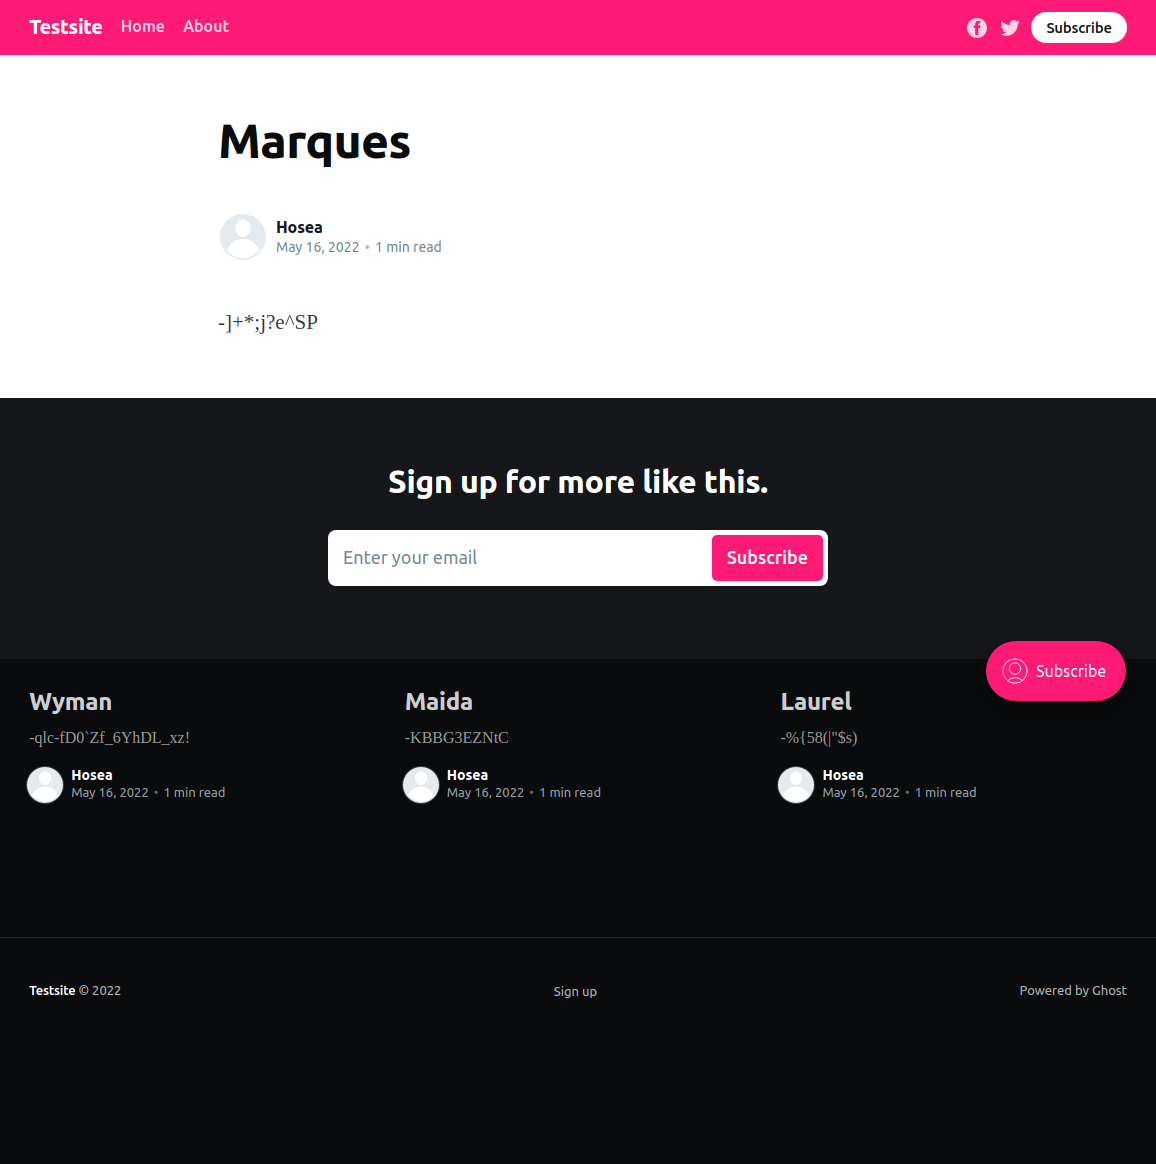 Testsite Home About Subscribe
Marques
Hosea
May 16, 2022 • 1 min read
-]+*;j?e^SP
Sign up for more like this.
Enter your email Subscribe
Subscribe
Wyman
-qlc-fD0`Zf_6YhDL_xz!
Hosea
May 16, 2022 • 1 min read
Maida
-KBBG3EZNtC
Hosea
May 16, 2022 • 1 min read
Laurel
-%{58(|"$s)
Hosea
May 16, 2022 • 1 min read
Testsite © 2022
Sign up
Powered by Ghost